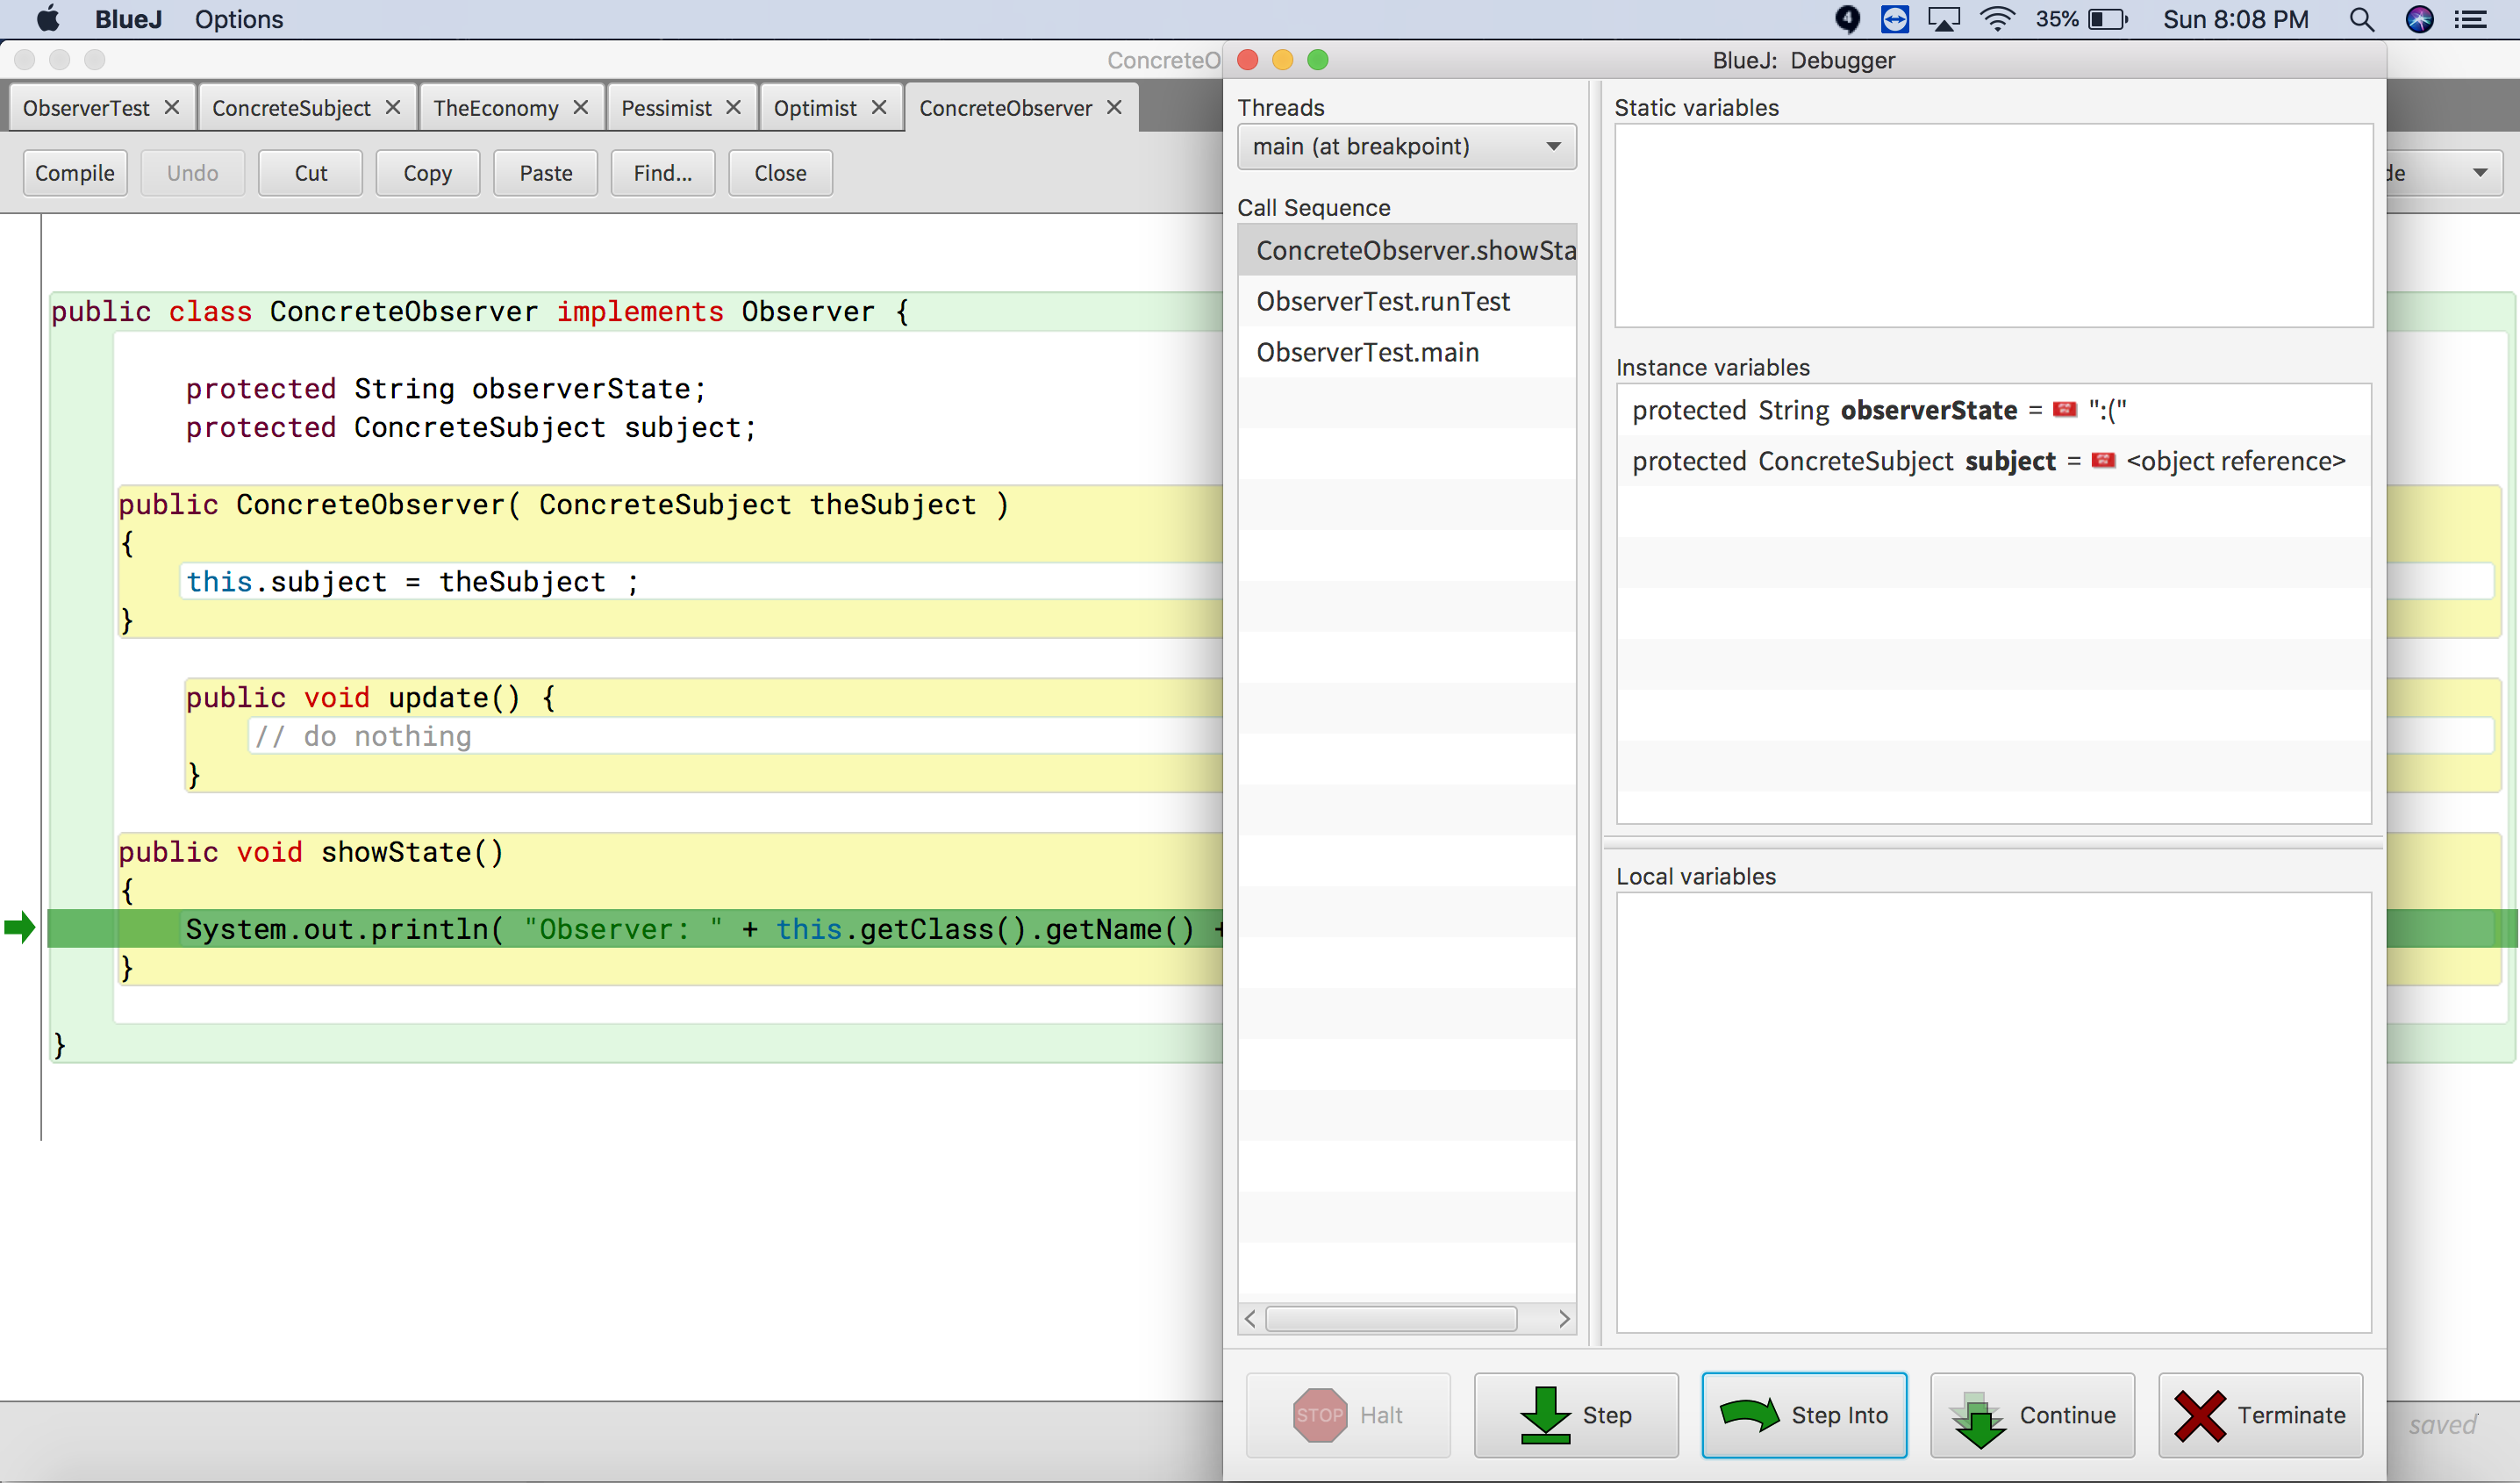 BlueJ Options 4 35% Sun 8:08 PM
ConcreteO
BlueJ: Debugger
ObserverTest ConcreteSubject TheEconomy Pessimist Optimist ConcreteObserver
Compile Undo Cut Copy Paste Find... Close
de
public class ConcreteObserver implements Observer {
protected String observerState;
protected ConcreteSubject subject;
public ConcreteObserver( ConcreteSubject theSubject )
{
this.subject = theSubject ;
}
public void update() {
// do nothing
}
public void showState()
{
System.out.println( "Observer: " + this.getClass().getName() +
}
}
saved
Threads
main (at breakpoint)
Call Sequence
ConcreteObserver.showSta
ObserverTest.runTest
ObserverTest.main
Static variables
Instance variables
protected String observerState = ":("
protected ConcreteSubject subject = <object reference>
Local variables
STOP Halt Step Step Into Continue Terminate